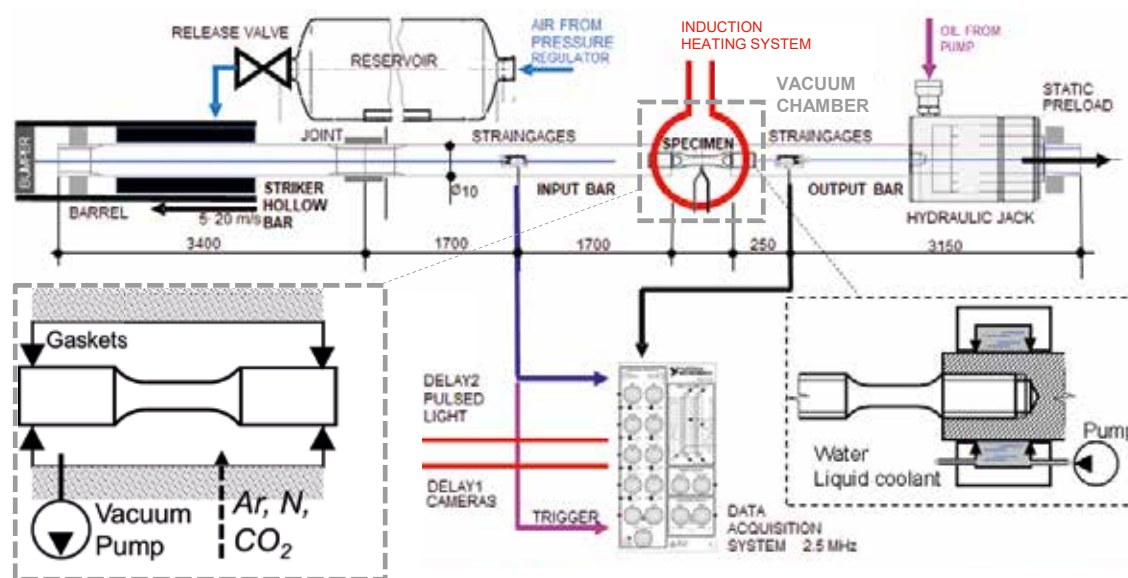 RELEASE VALVE
AIR FROM
PRESSURE
REGULATOR
RESERVOIR
INDUCTION
HEATING SYSTEM
OIL FROM
PUMP
VACUUM
CHAMBER
STATIC
PRELOAD
BUMPER
JOINT
STRAINGAGES
SPECIMEN
STRAINGAGES
Ø10
INPUT BAR
OUTPUT BAR
STRIKER
HOLLOW
BAR
BARREL
5 20 m/s
HYDRAULIC JACK
3400
1700
1700
250
3150
Gaskets
Vacuum
Pump
Ar, N,
CO2
DELAY2
PULSED
LIGHT
DELAY1
CAMERAS
TRIGGER
DATA
ACQUISITION
SYSTEM 2.5 MHz
Water
Liquid coolant
Pump